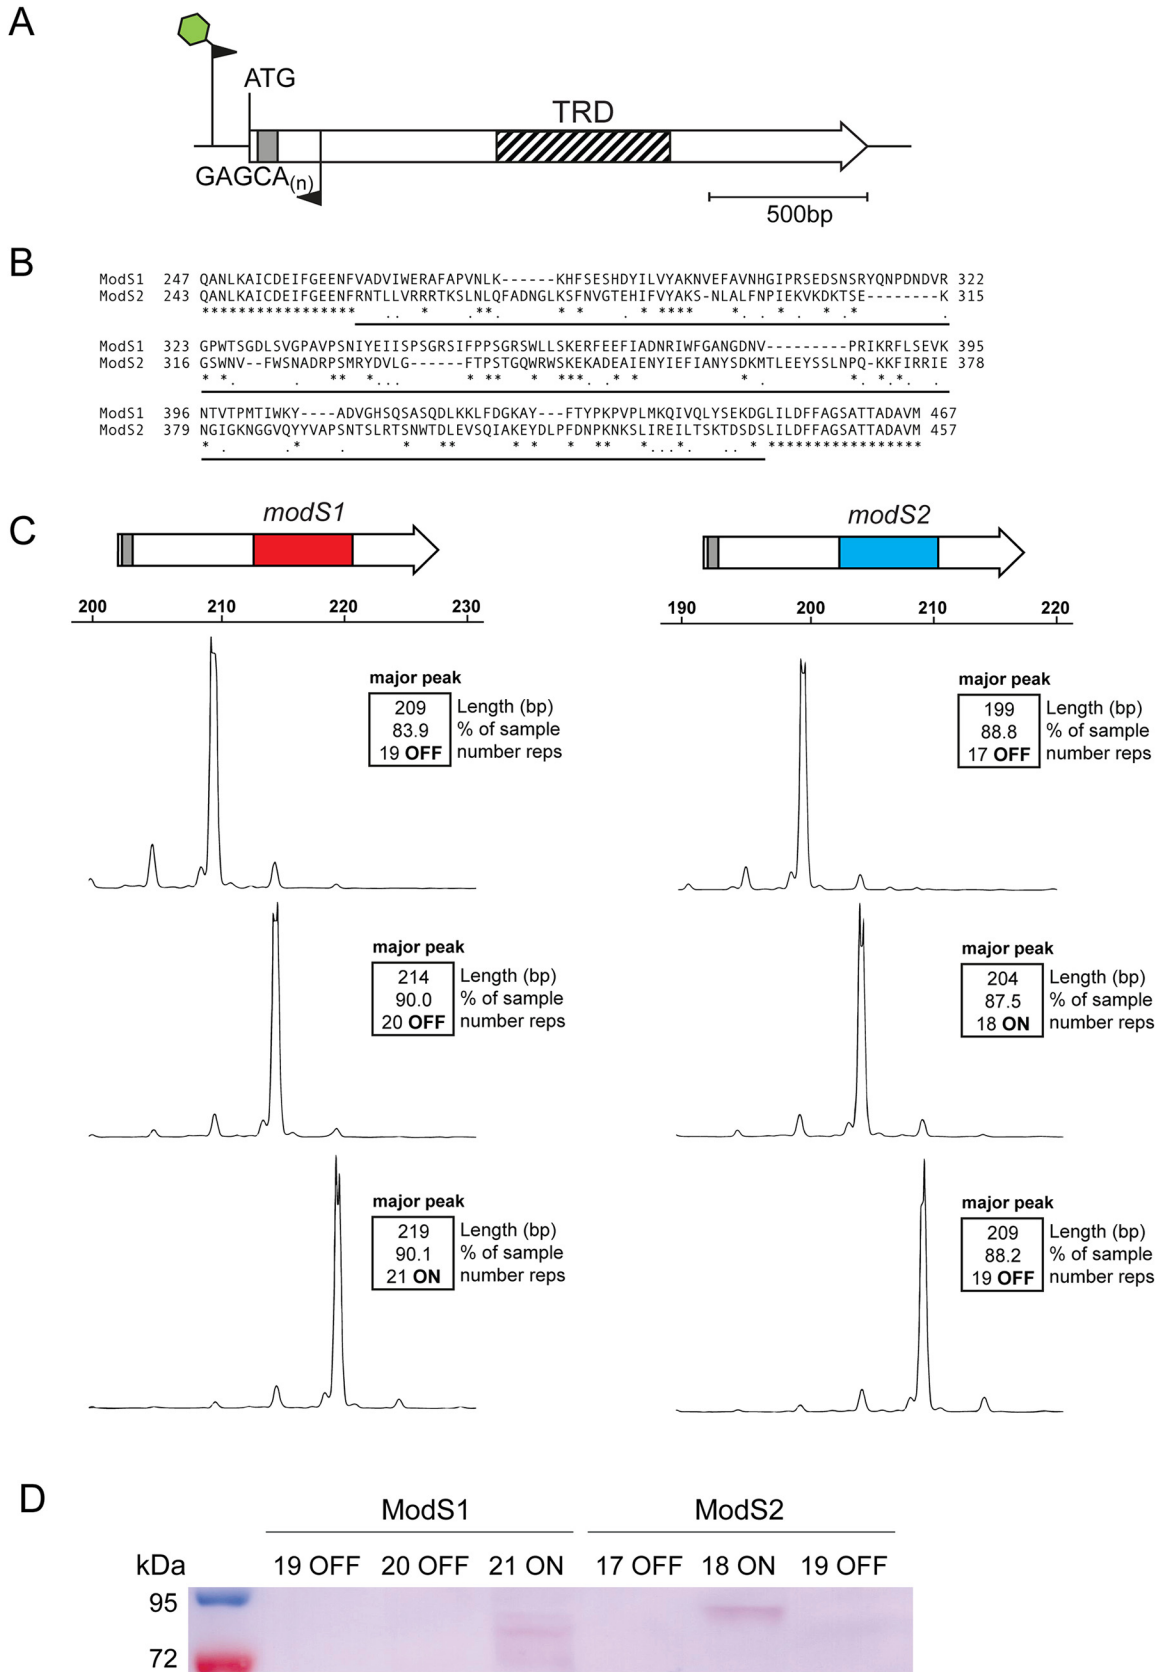 A
ATG
TRD
GAGCA(n)
500bp
B
ModS1 247 QANLKAICDEIFGEENFVADVIWERAFAPVNLK------KHFSESHDYILVYAKNVEFAVNHGIPRSEDSNSRYQNPDNDVR 322
ModS2 243 QANLKAICDEIFGEENFRNTLLVRRRTKSLNLQFADNGLKSFNVGTEHIFVYAKS-NLALFNPIEKVKDKTSE--------K 315
ModS1 323 GPWTSGDLSVGPAVPSNIYEIISPSGRSIFPPSGRSWLLSKERFEEFIADNRIWFGANGDNV---------PRIKRFLSEVK 395
ModS2 316 GSWNV--FWSNADRPSMRYDVLG------FTPSTGQWRWSKEKADEAIENYIEFIANYSDKMTLEEYSSLNPQ-KKFIRRIE 378
ModS1 396 NTVTPMTIWKY----ADVGHSQSASQDLKKLFDGKAY---FTYPKPVPLMKQIVQLYSEKDGLILDFFAGSATTADAVM 467
ModS2 379 NGIGKNGGVQYYVAPSNTSLRTSNWTDLEVSQIAKEYDLPFDNPKNKSLIREILTSKTDSDSLILDFFAGSATTADAVM 457
C
modS1
200 210 220 230
major peak
209 Length (bp)
83.9 % of sample
19 OFF number reps
major peak
214 Length (bp)
90.0 % of sample
20 OFF number reps
major peak
219 Length (bp)
90.1 % of sample
21 ON number reps
modS2
190 200 210 220
major peak
199 Length (bp)
88.8 % of sample
17 OFF number reps
major peak
204 Length (bp)
87.5 % of sample
18 ON number reps
major peak
209 Length (bp)
88.2 % of sample
19 OFF number reps
D
ModS1 ModS2
kDa 19 OFF 20 OFF 21 ON 17 OFF 18 ON 19 OFF
95
72